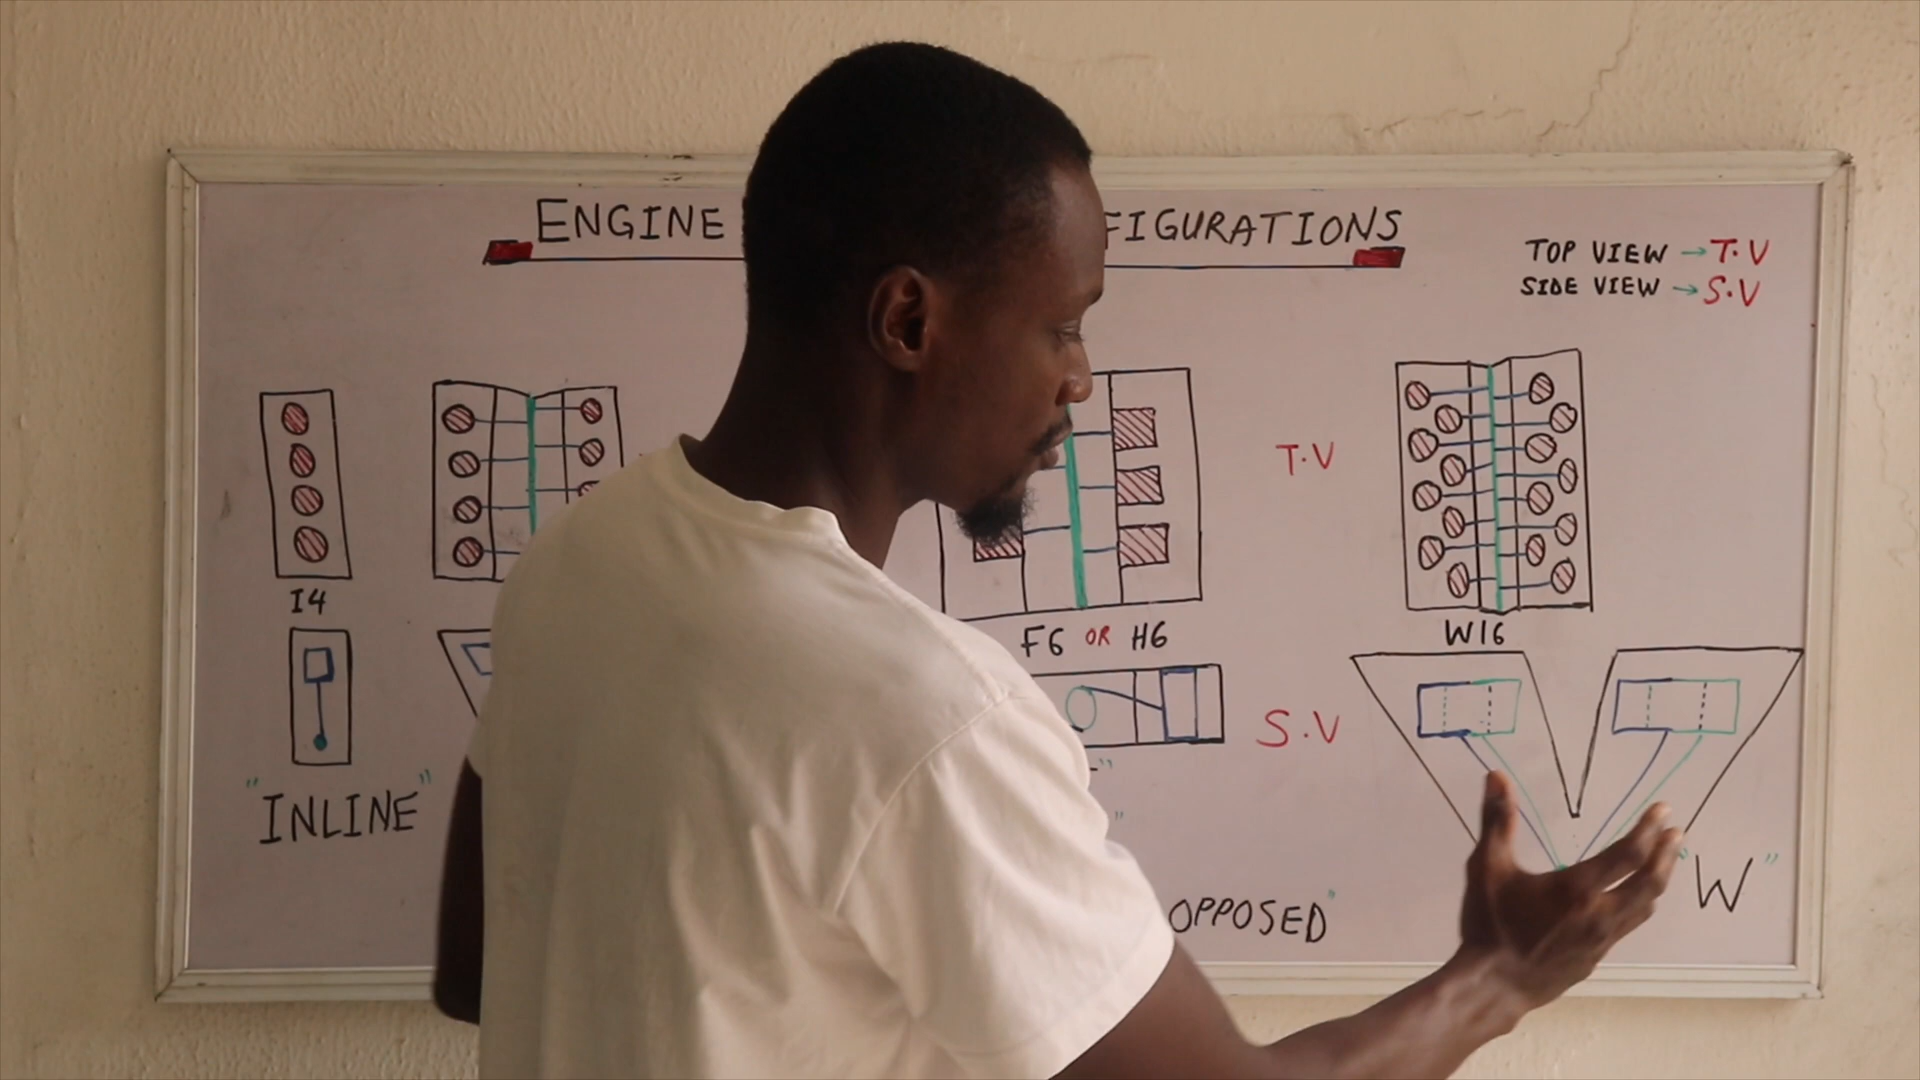 ENGINE FIGURATIONS
TOP VIEW → T.V
SIDE VIEW → S.V
T.V
I4
F6 OR H6
W16
S.V
"INLINE"
"W"
OPPOSED"